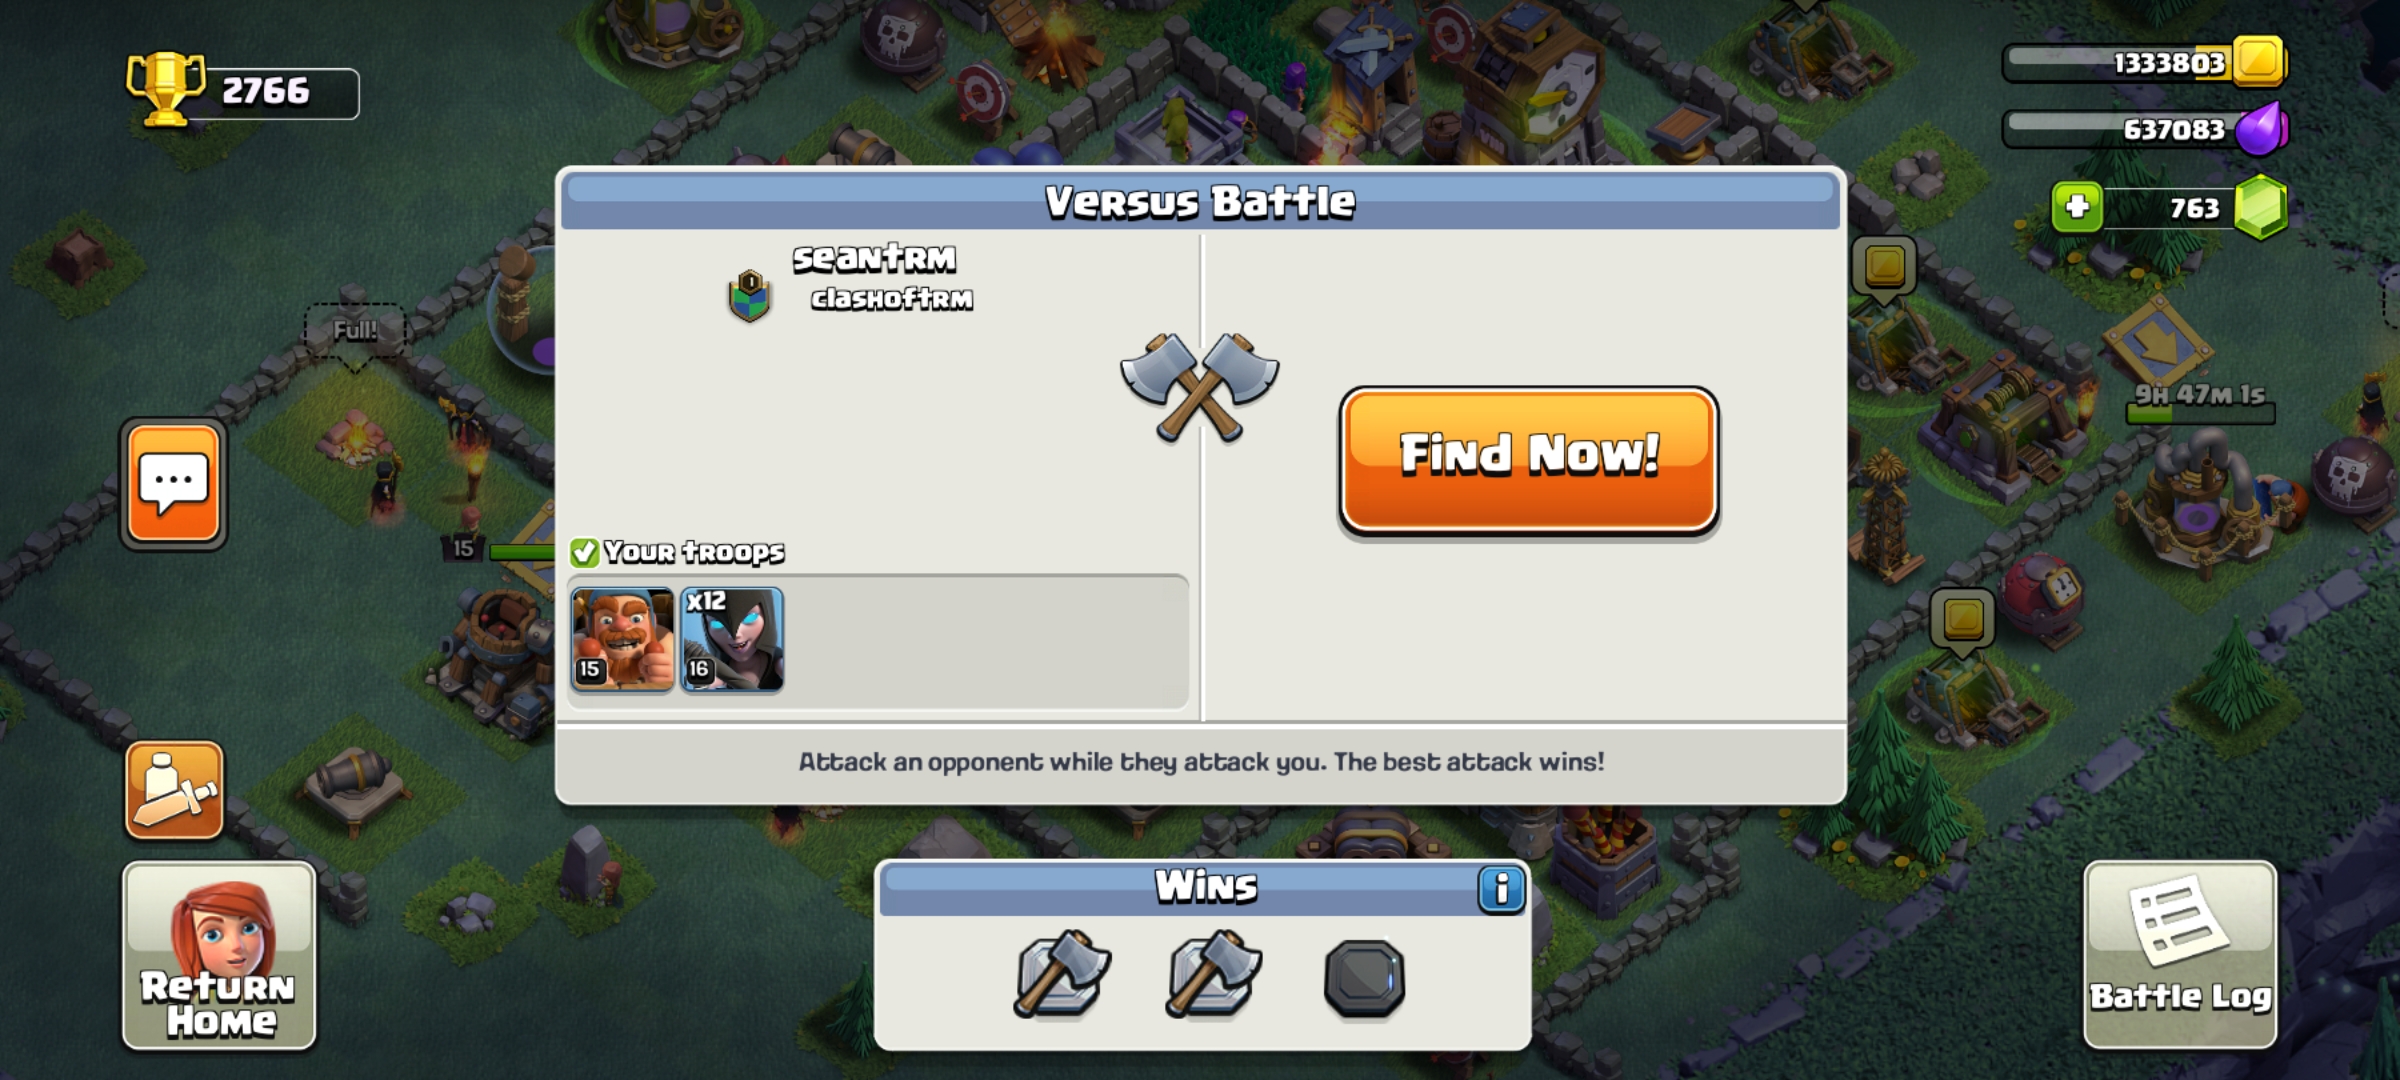 2766
1333803
637083
763
Versus Battle
seantrm
clashoftrm
Full!
9H 47M 1s
Find Now!
15
Your troops
x12
15
16
Attack an opponent while they attack you. The best attack wins!
Wins
i
Return
Home
Battle Log